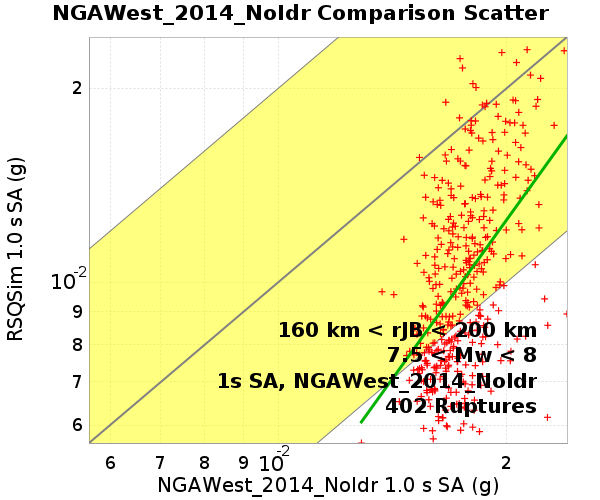 NGAWest_2014_NoIdr Comparison Scatter
RSQSim 1.0 s SA (g)
2
10-2
9
8
7
6
160 km < rJB < 200 km
7.5 < Mw < 8
1s SA, NGAWest_2014_NoIdr
402 Ruptures
6 7 8 9 10-2 2
NGAWest_2014_NoIdr 1.0 s SA (g)